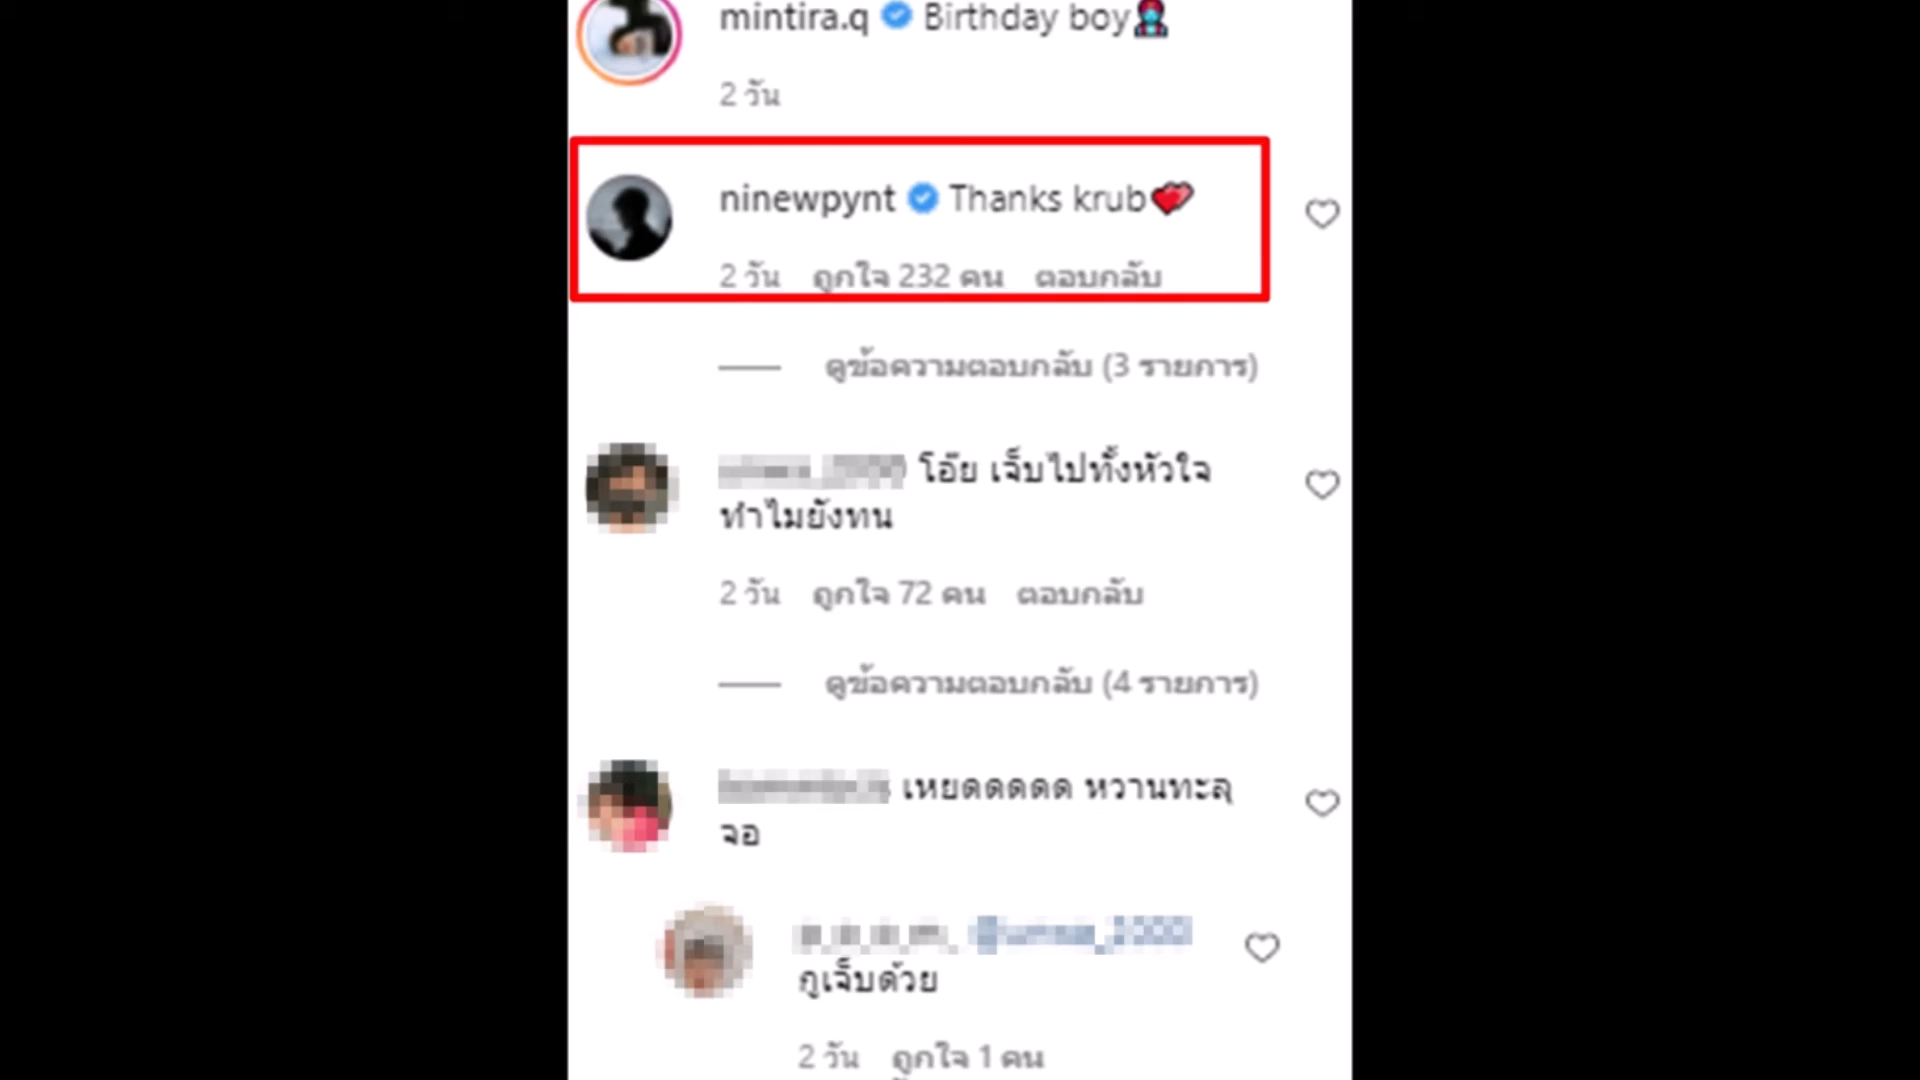 mintira.q Birthday boy
2 วัน
ninewpynt Thanks krub
2 วัน ถูกใจ 232 คน ตอบกลับ
ดูข้อความตอบกลับ (3 รายการ)
โอ๊ย เจ็บไปทั้งหัวใจ
ทำไมยังทน
2 วัน ถูกใจ 72 คน ตอบกลับ
ดูข้อความตอบกลับ (4 รายการ)
เหยดดดดด หวานทะลุ
จอ
กูเจ็บด้วย
2 วัน ถูกใจ 1 คน